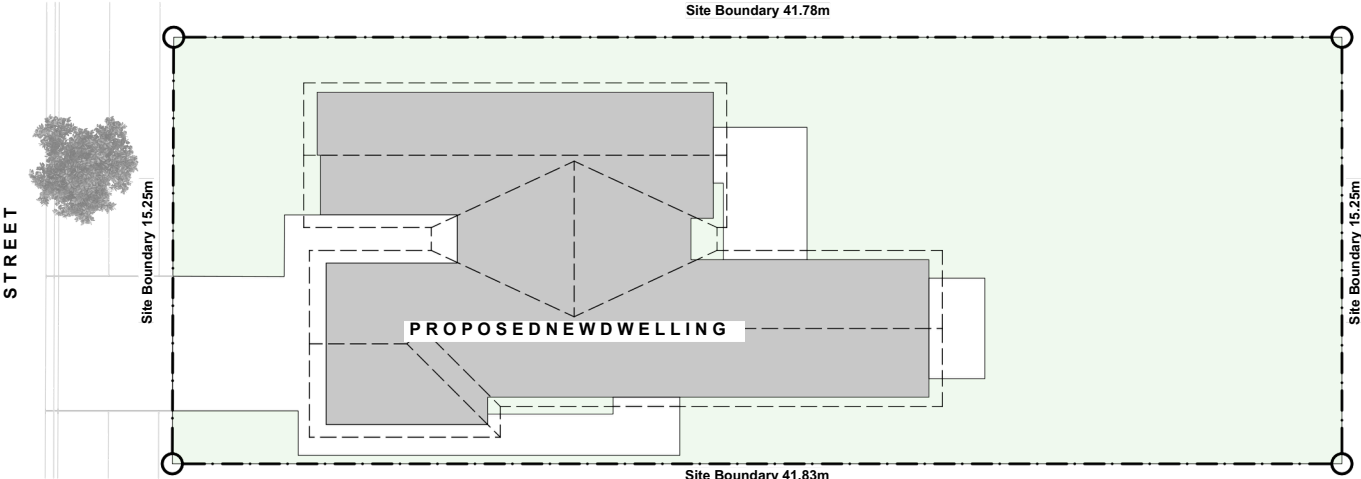 Site Boundary 41.78m
STREET
Site Boundary 15.25m
Site Boundary 15.25m
PROPOSEDNEWDWELLING
Site Boundary 41.83m